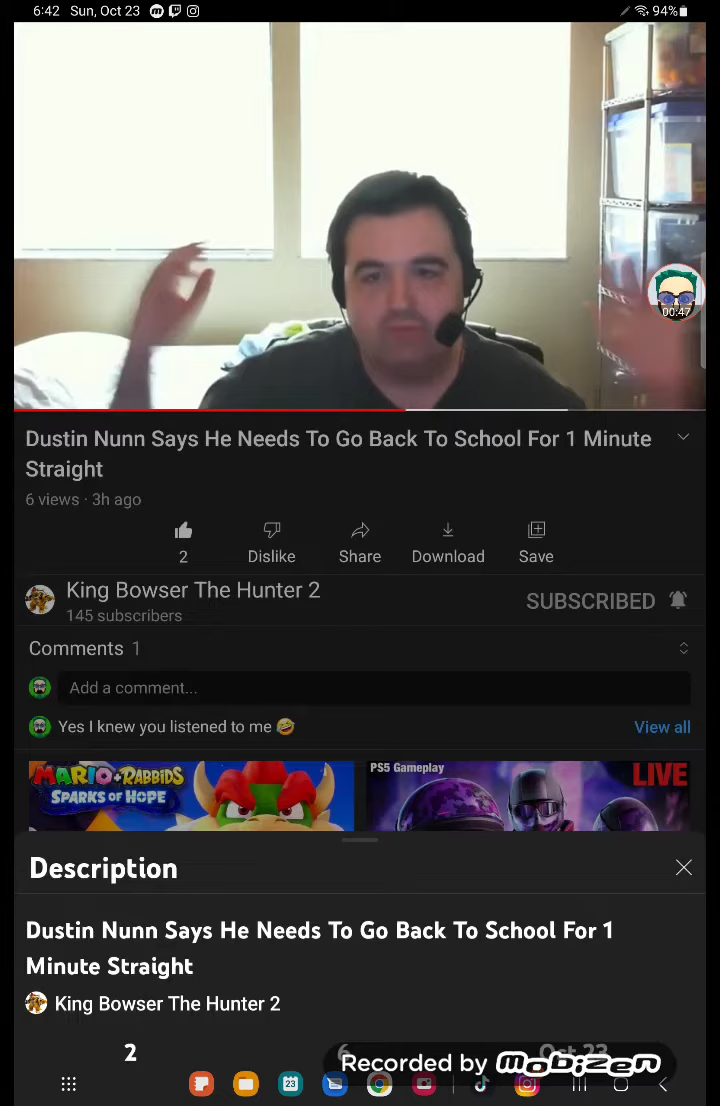 6:42 Sun, Oct 23
94%
00:47
Dustin Nunn Says He Needs To Go Back To School For 1 Minute
Straight
6 views · 3h ago
2 Dislike Share Download Save
King Bowser The Hunter 2
145 subscribers
SUBSCRIBED
Comments 1
Add a comment...
Yes I knew you listened to me 🤣
View all
MARIO+RABBIDS
SPARKS OF HOPE
PS5 Gameplay
LIVE
Description
Dustin Nunn Says He Needs To Go Back To School For 1
Minute Straight
King Bowser The Hunter 2
2 6 Oct 23
Recorded by mobizen
23